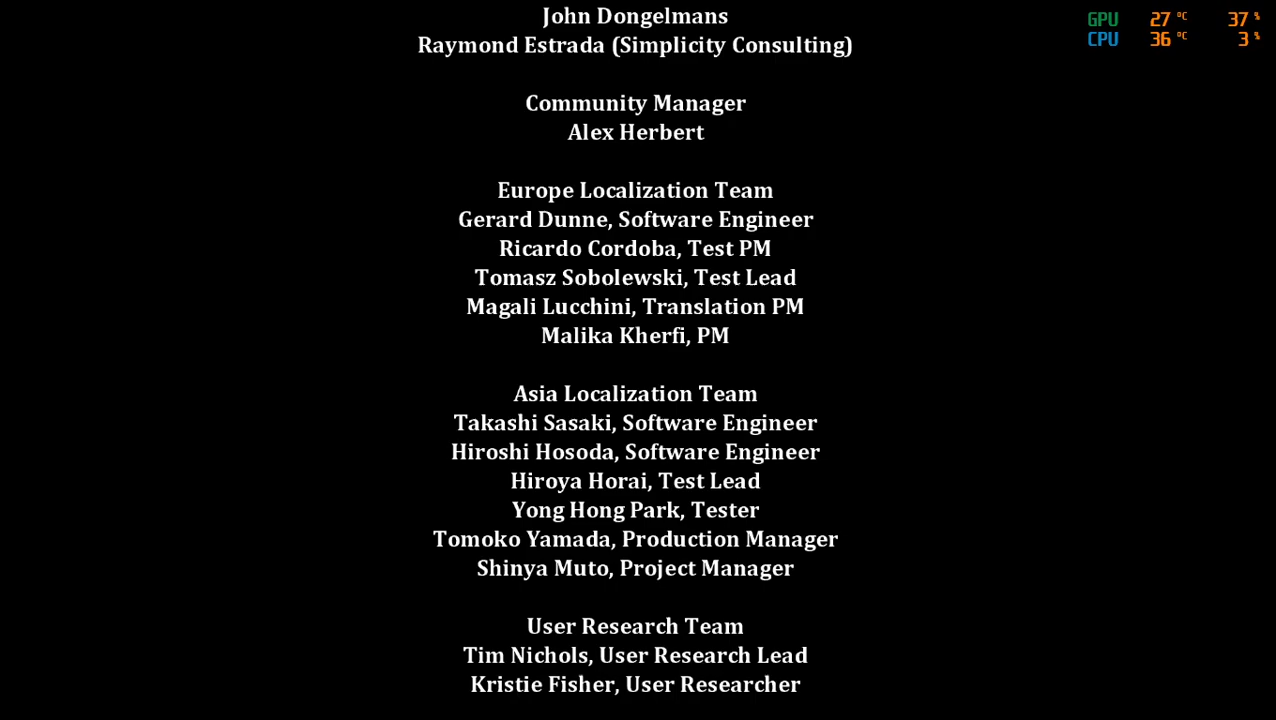 John Dongelmans
Raymond Estrada (Simplicity Consulting)
GPU 27 °C 37 %
CPU 36 °C 3 %
Community Manager
Alex Herbert
Europe Localization Team
Gerard Dunne, Software Engineer
Ricardo Cordoba, Test PM
Tomasz Sobolewski, Test Lead
Magali Lucchini, Translation PM
Malika Kherfi, PM
Asia Localization Team
Takashi Sasaki, Software Engineer
Hiroshi Hosoda, Software Engineer
Hiroya Horai, Test Lead
Yong Hong Park, Tester
Tomoko Yamada, Production Manager
Shinya Muto, Project Manager
User Research Team
Tim Nichols, User Research Lead
Kristie Fisher, User Researcher